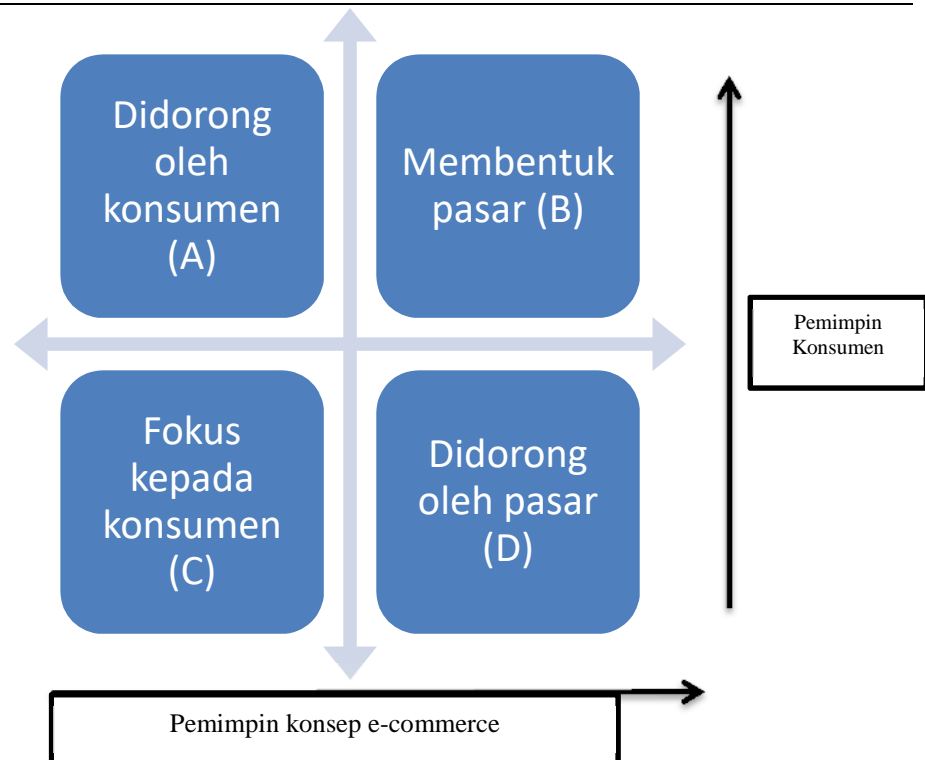 Didorong
oleh
konsumen
(A)
Membentuk
pasar (B)
Fokus
kepada
konsumen
(C)
Didorong
oleh pasar
(D)
Pemimpin
Konsumen
Pemimpin konsep e-commerce